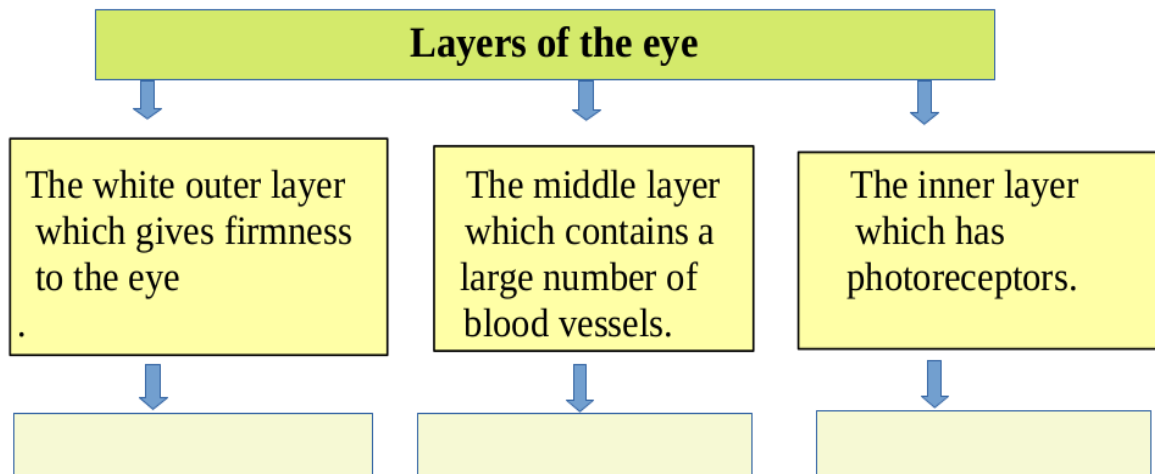 Layers of the eye
The white outer layer
which gives firmness
to the eye
.
The middle layer
which contains a
large number of
blood vessels.
The inner layer
which has
photoreceptors.